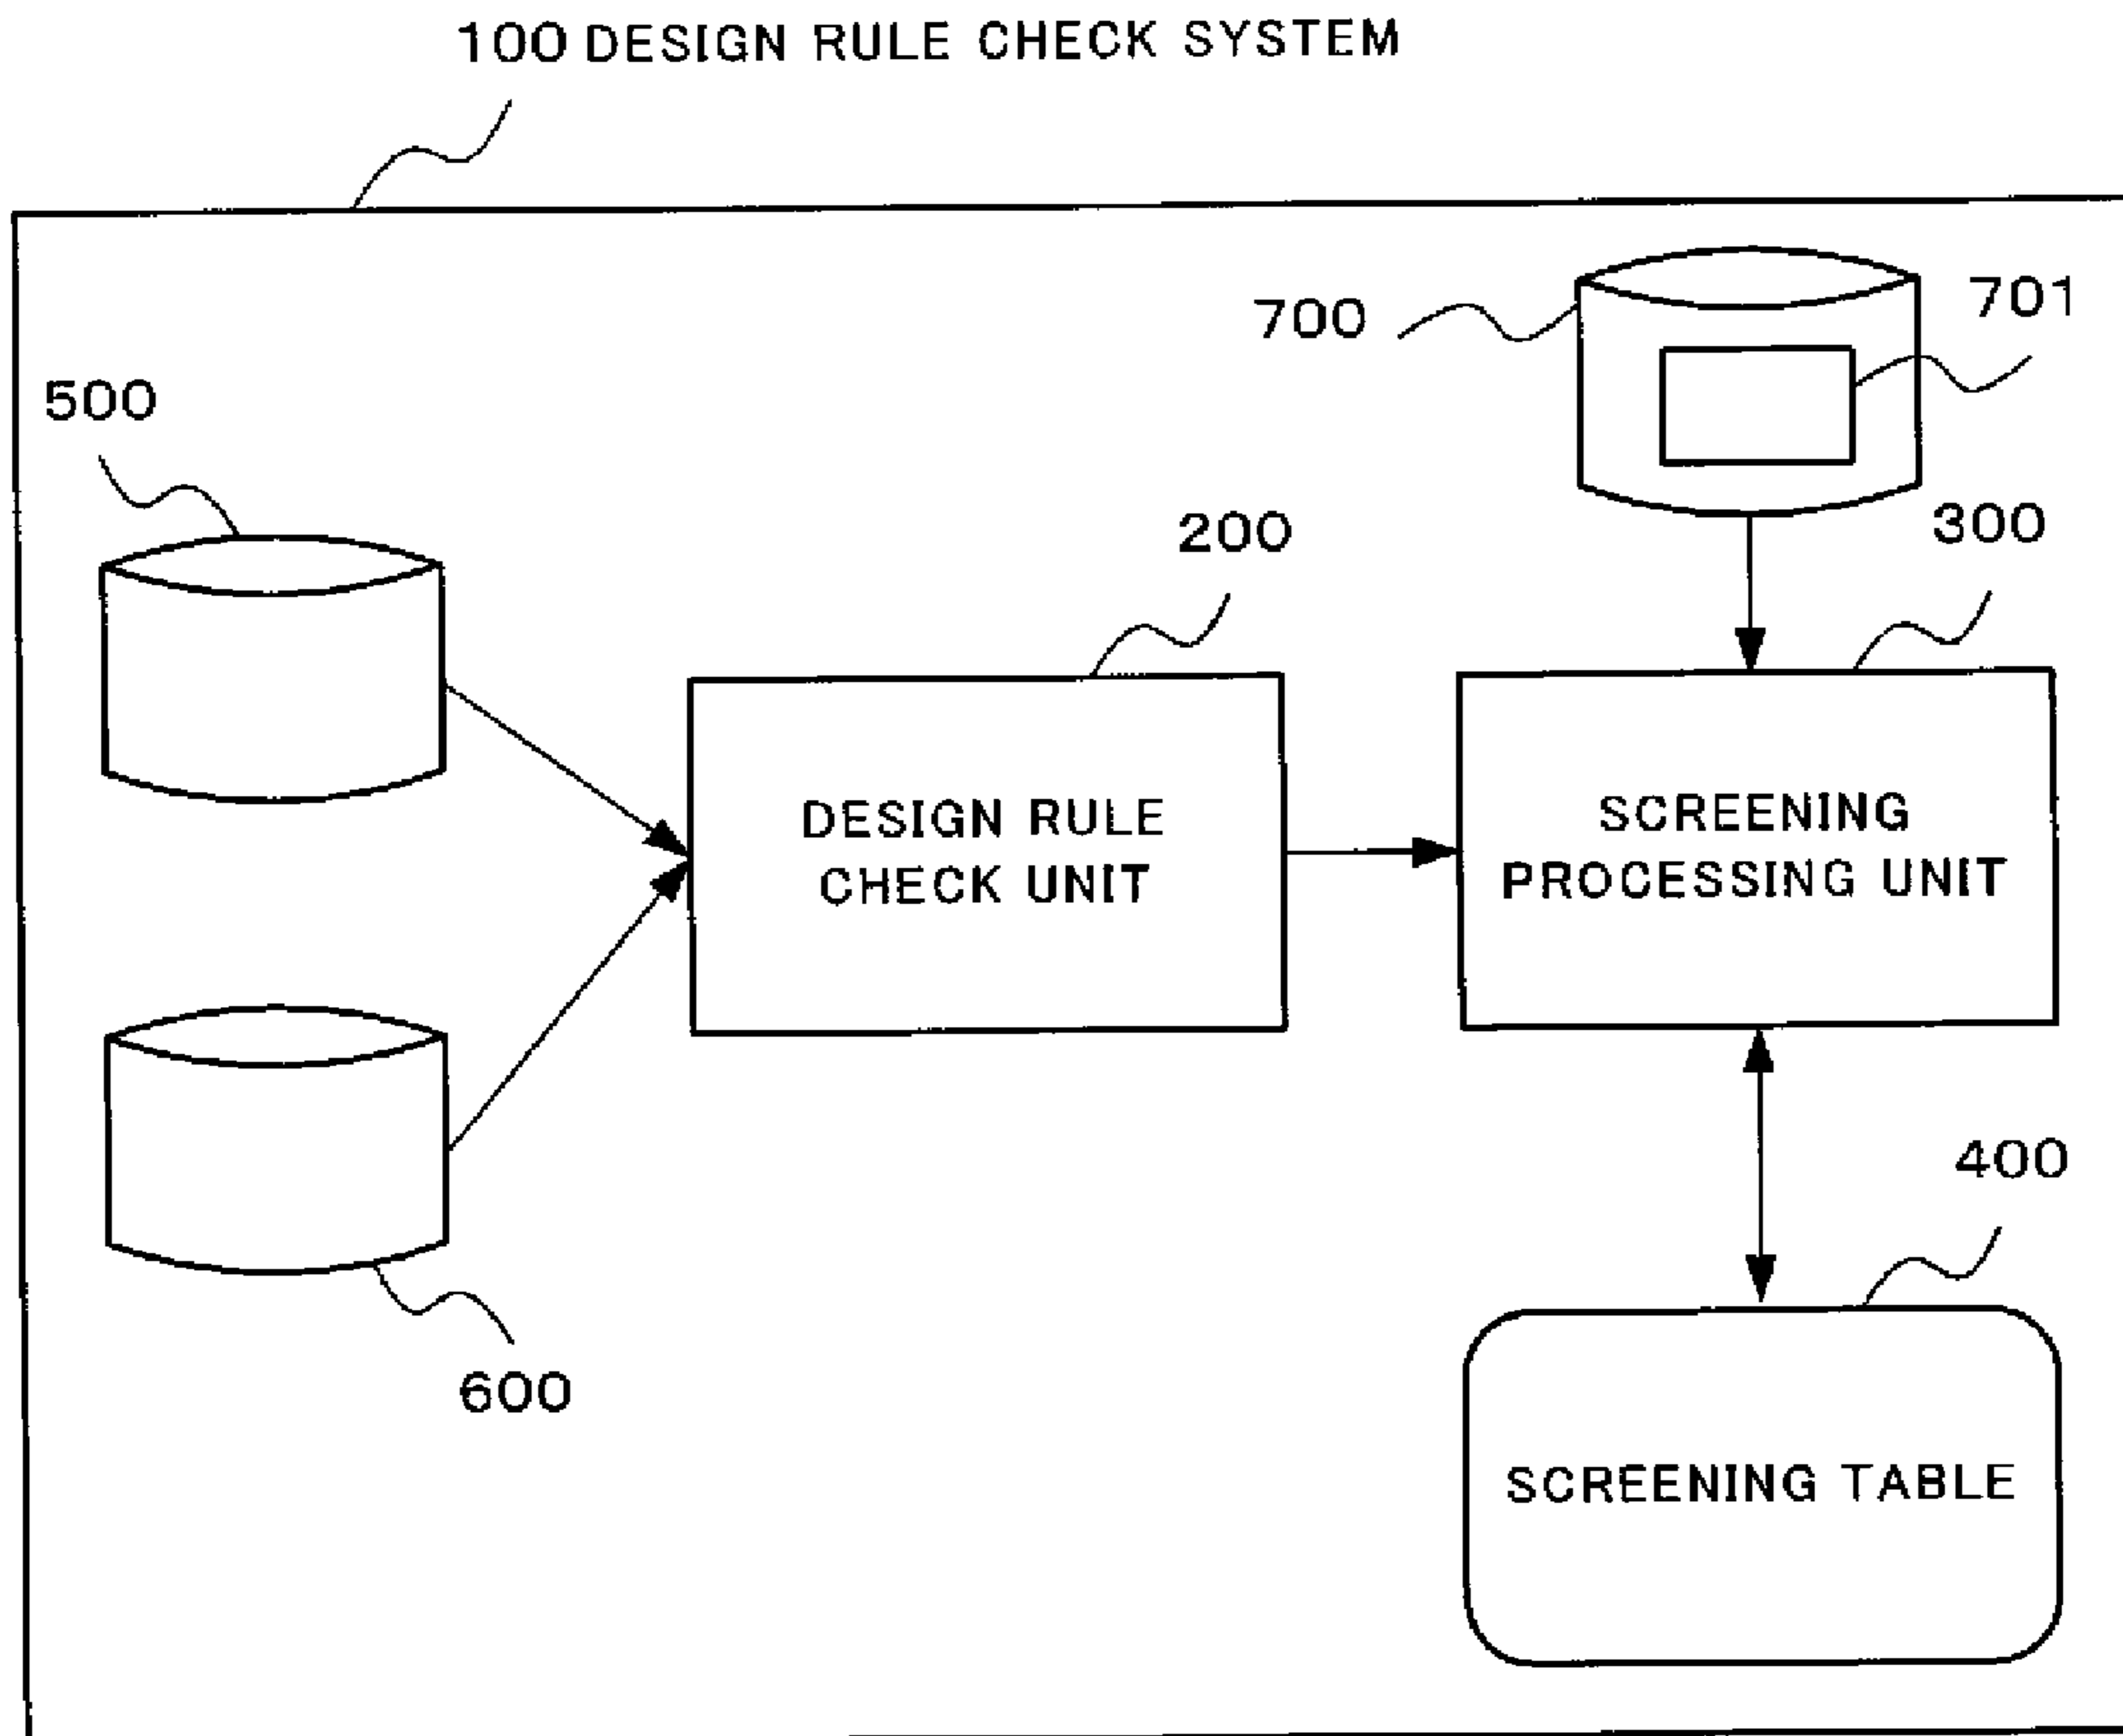 100 DESIGN RULE CHECK SYSTEM
700
701
500
200
300
DESIGN RULE
CHECK UNIT
SCREENING
PROCESSING UNIT
400
600
SCREENING TABLE